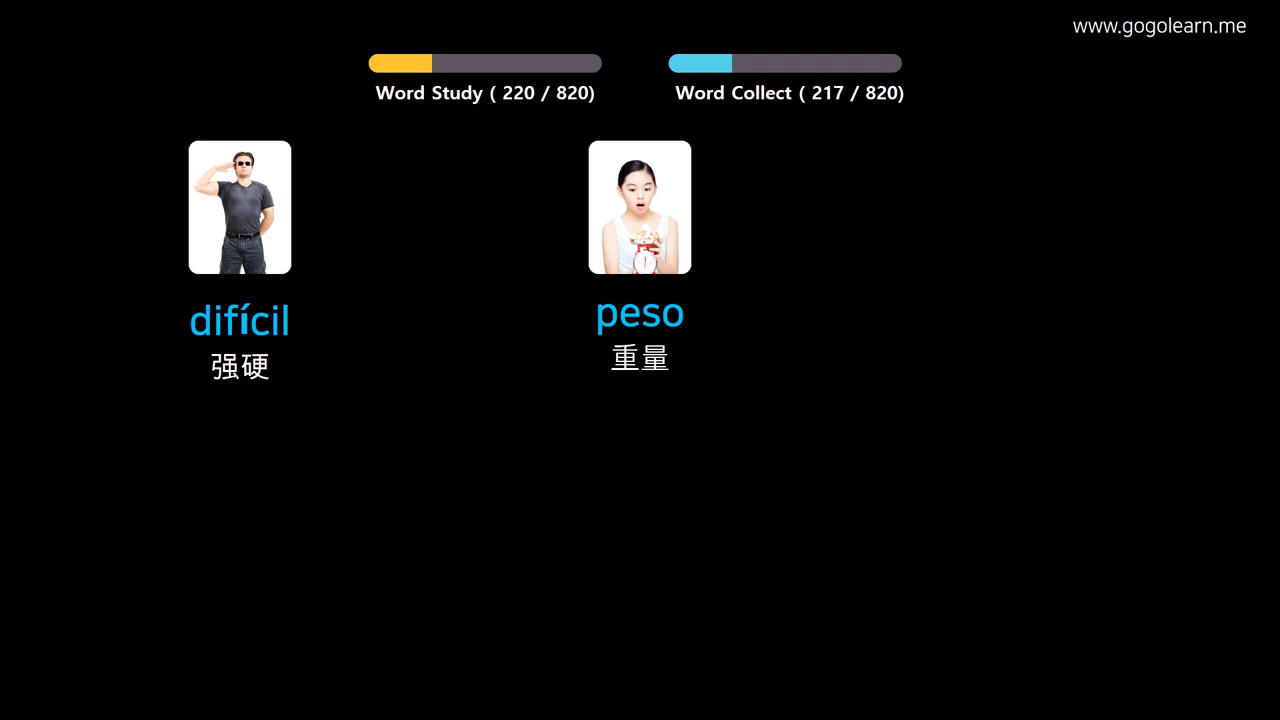 www.gogolearn.me
Word Study ( 220 / 820)
Word Collect ( 217 / 820)
difícil
强硬
peso
重量